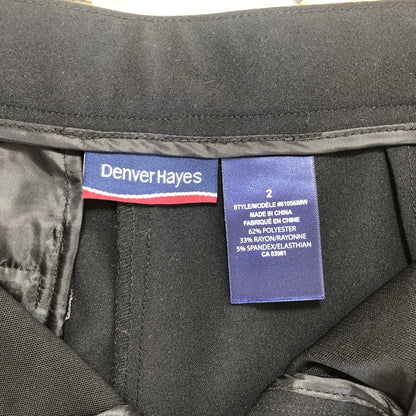 Denver Hayes
2
STYLE/MODÈLE #61056MW
MADE IN CHINA
FABRIQUÉ EN CHINE
62% POLYESTER
33% RAYON/RAYONNE
5% SPANDEX/ELASTHIAN
CA 03901